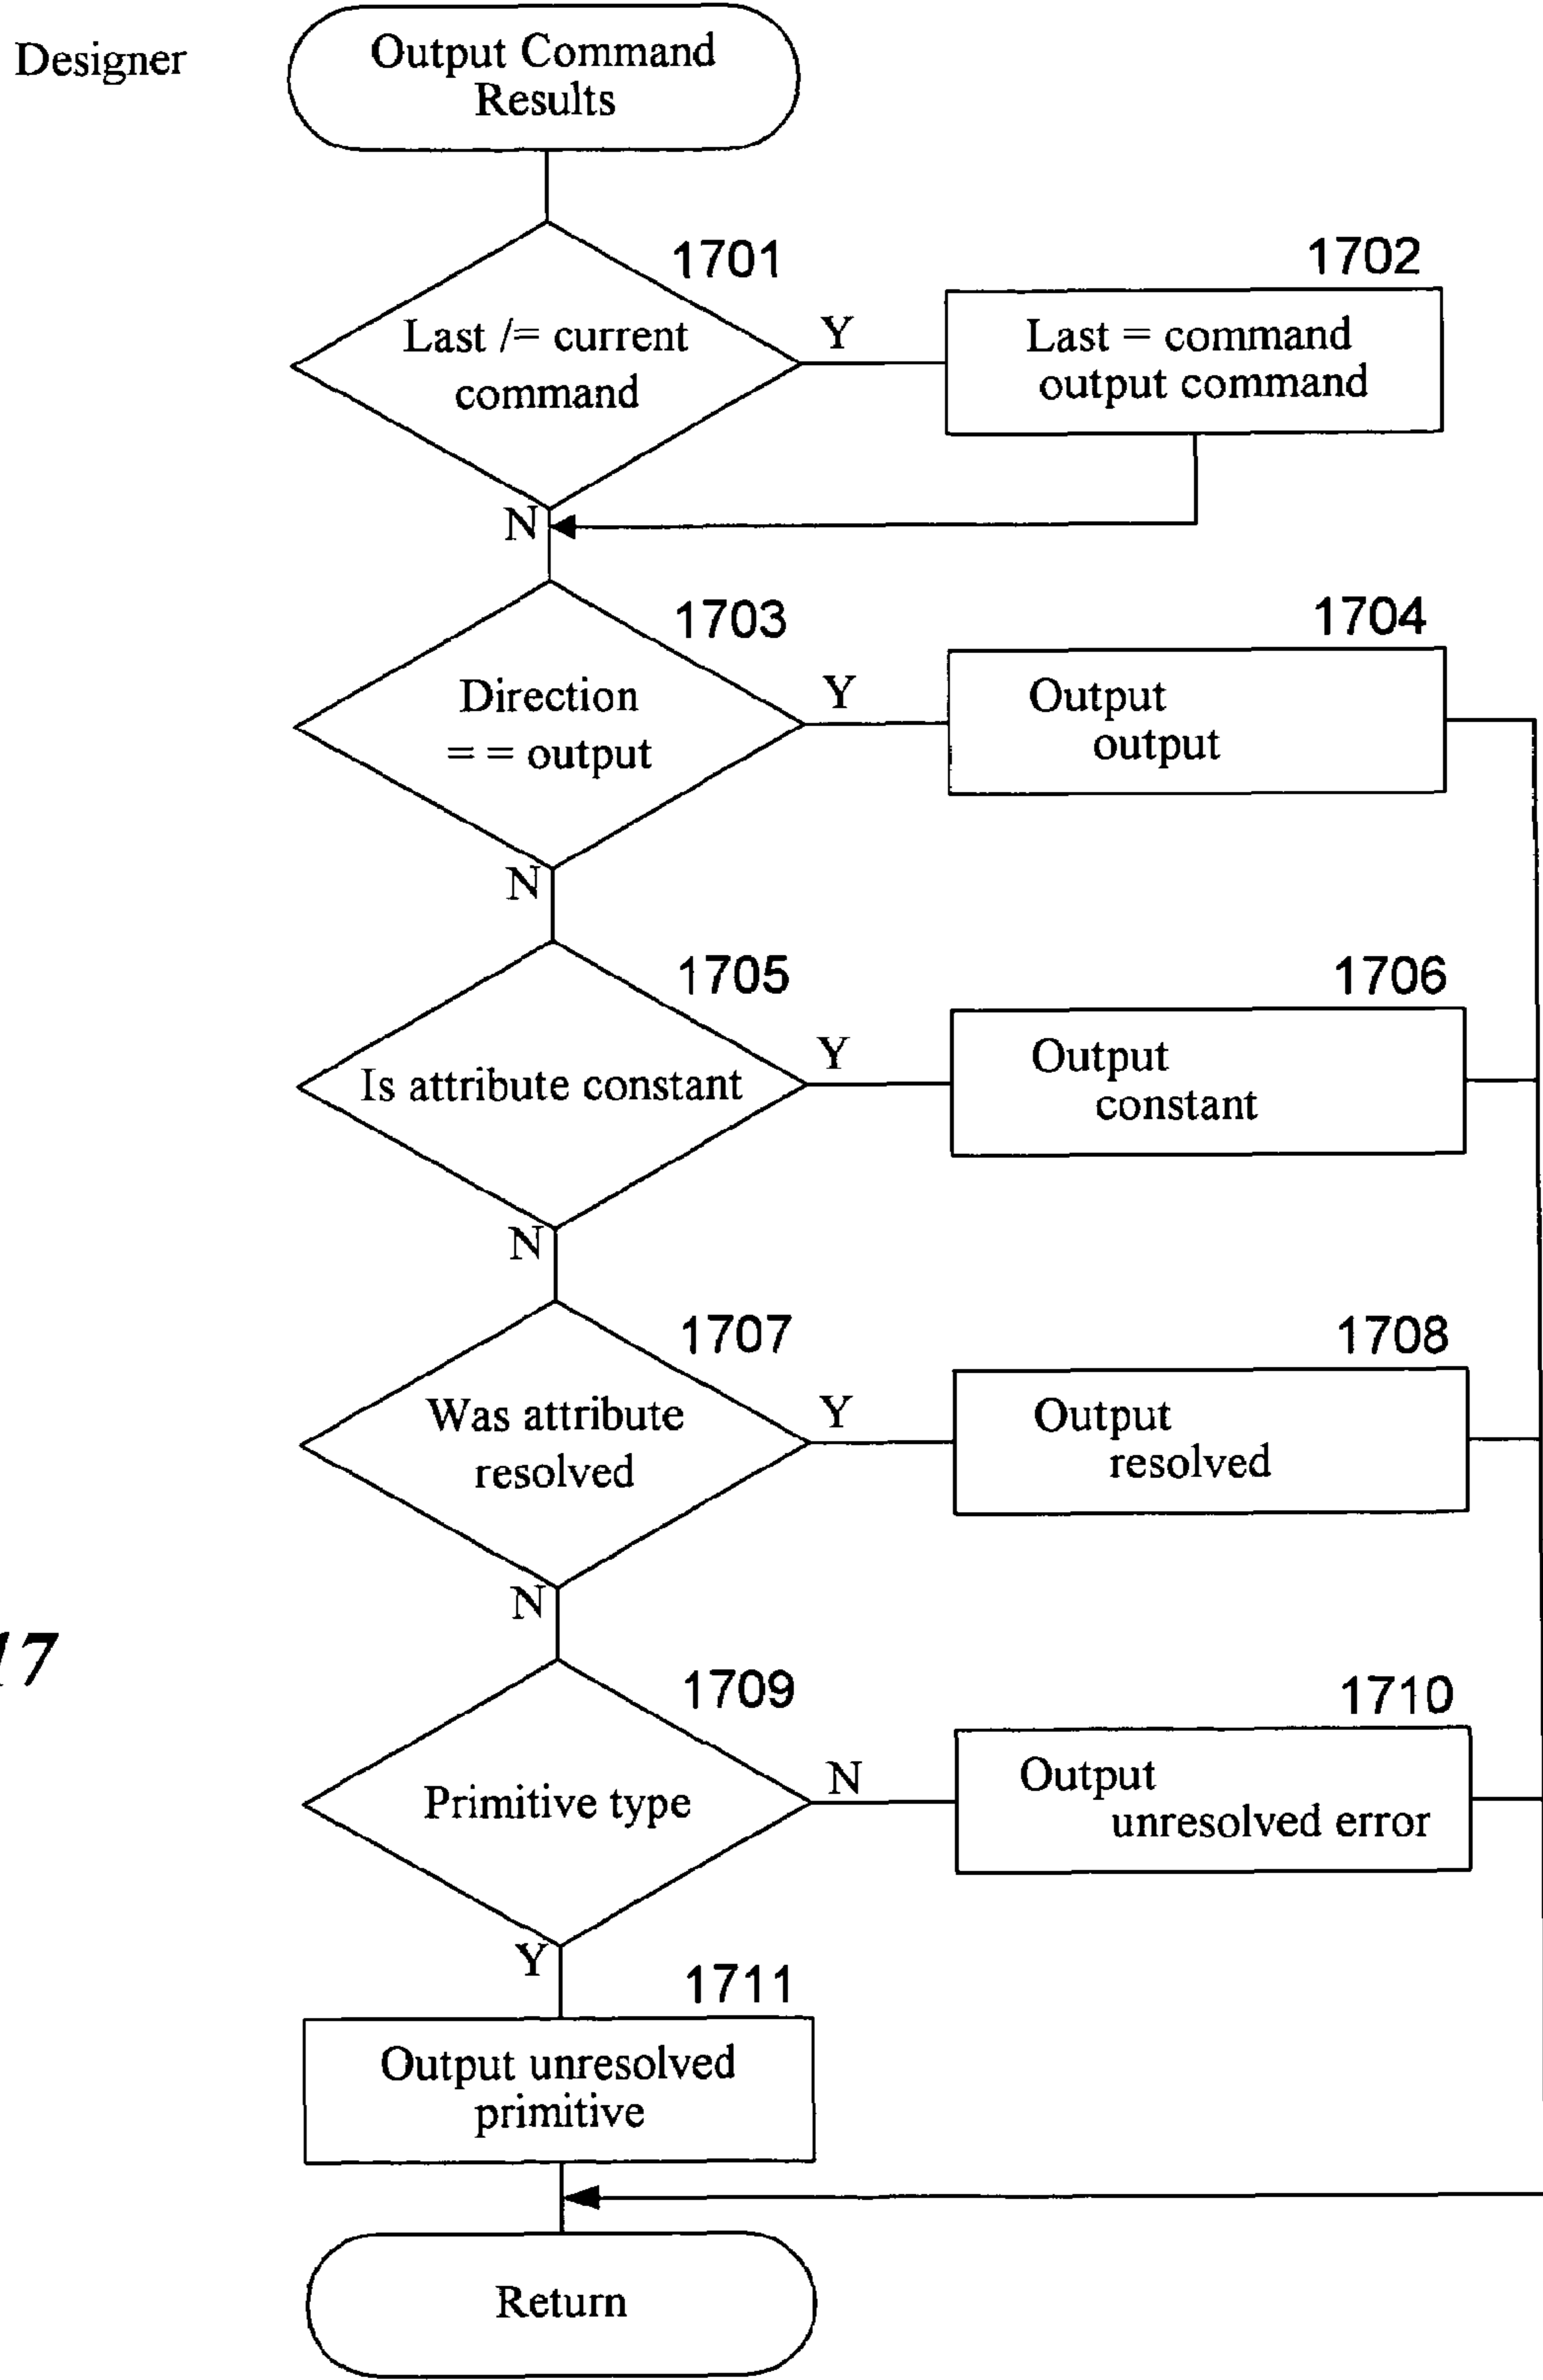 Designer
Output Command
Results
1701
Last /= current
command
Y
1702
Last = command
output command
N
1703
Direction
= = output
Y
1704
Output
output
N
1705
Is attribute constant
Y
1706
Output
constant
N
1707
Was attribute
resolved
Y
1708
Output
resolved
N
17
1709
Primitive type
N
1710
Output
unresolved error
Y
1711
Output unresolved
primitive
Return